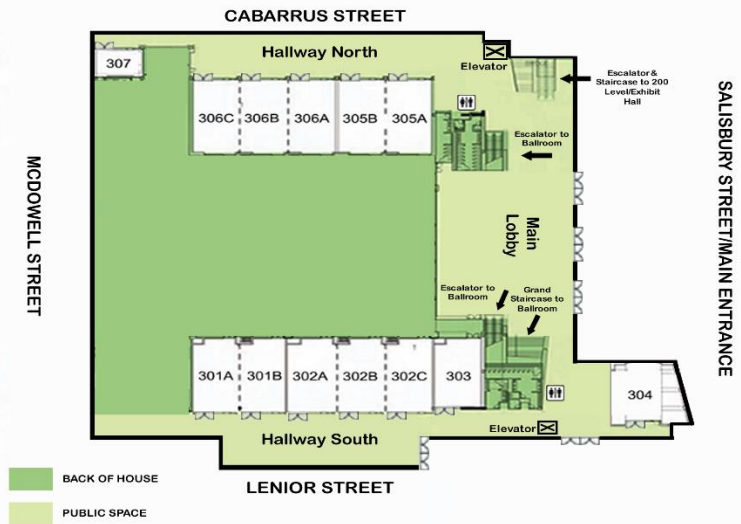 CABARRUS STREET
Hallway North
307
Elevator
Escalator &
Staircase to 200
Level/Exhibit
Hall
306C
306B
306A
305B
305A
Escalator to
Ballroom
MCDOWELL STREET
SALISBURY STREET/MAIN ENTRANCE
Main
Lobby
Escalator to
Ballroom
Grand
Staircase to
Ballroom
301A
301B
302A
302B
302C
303
304
Elevator
Hallway South
BACK OF HOUSE
LENIOR STREET
PUBLIC SPACE